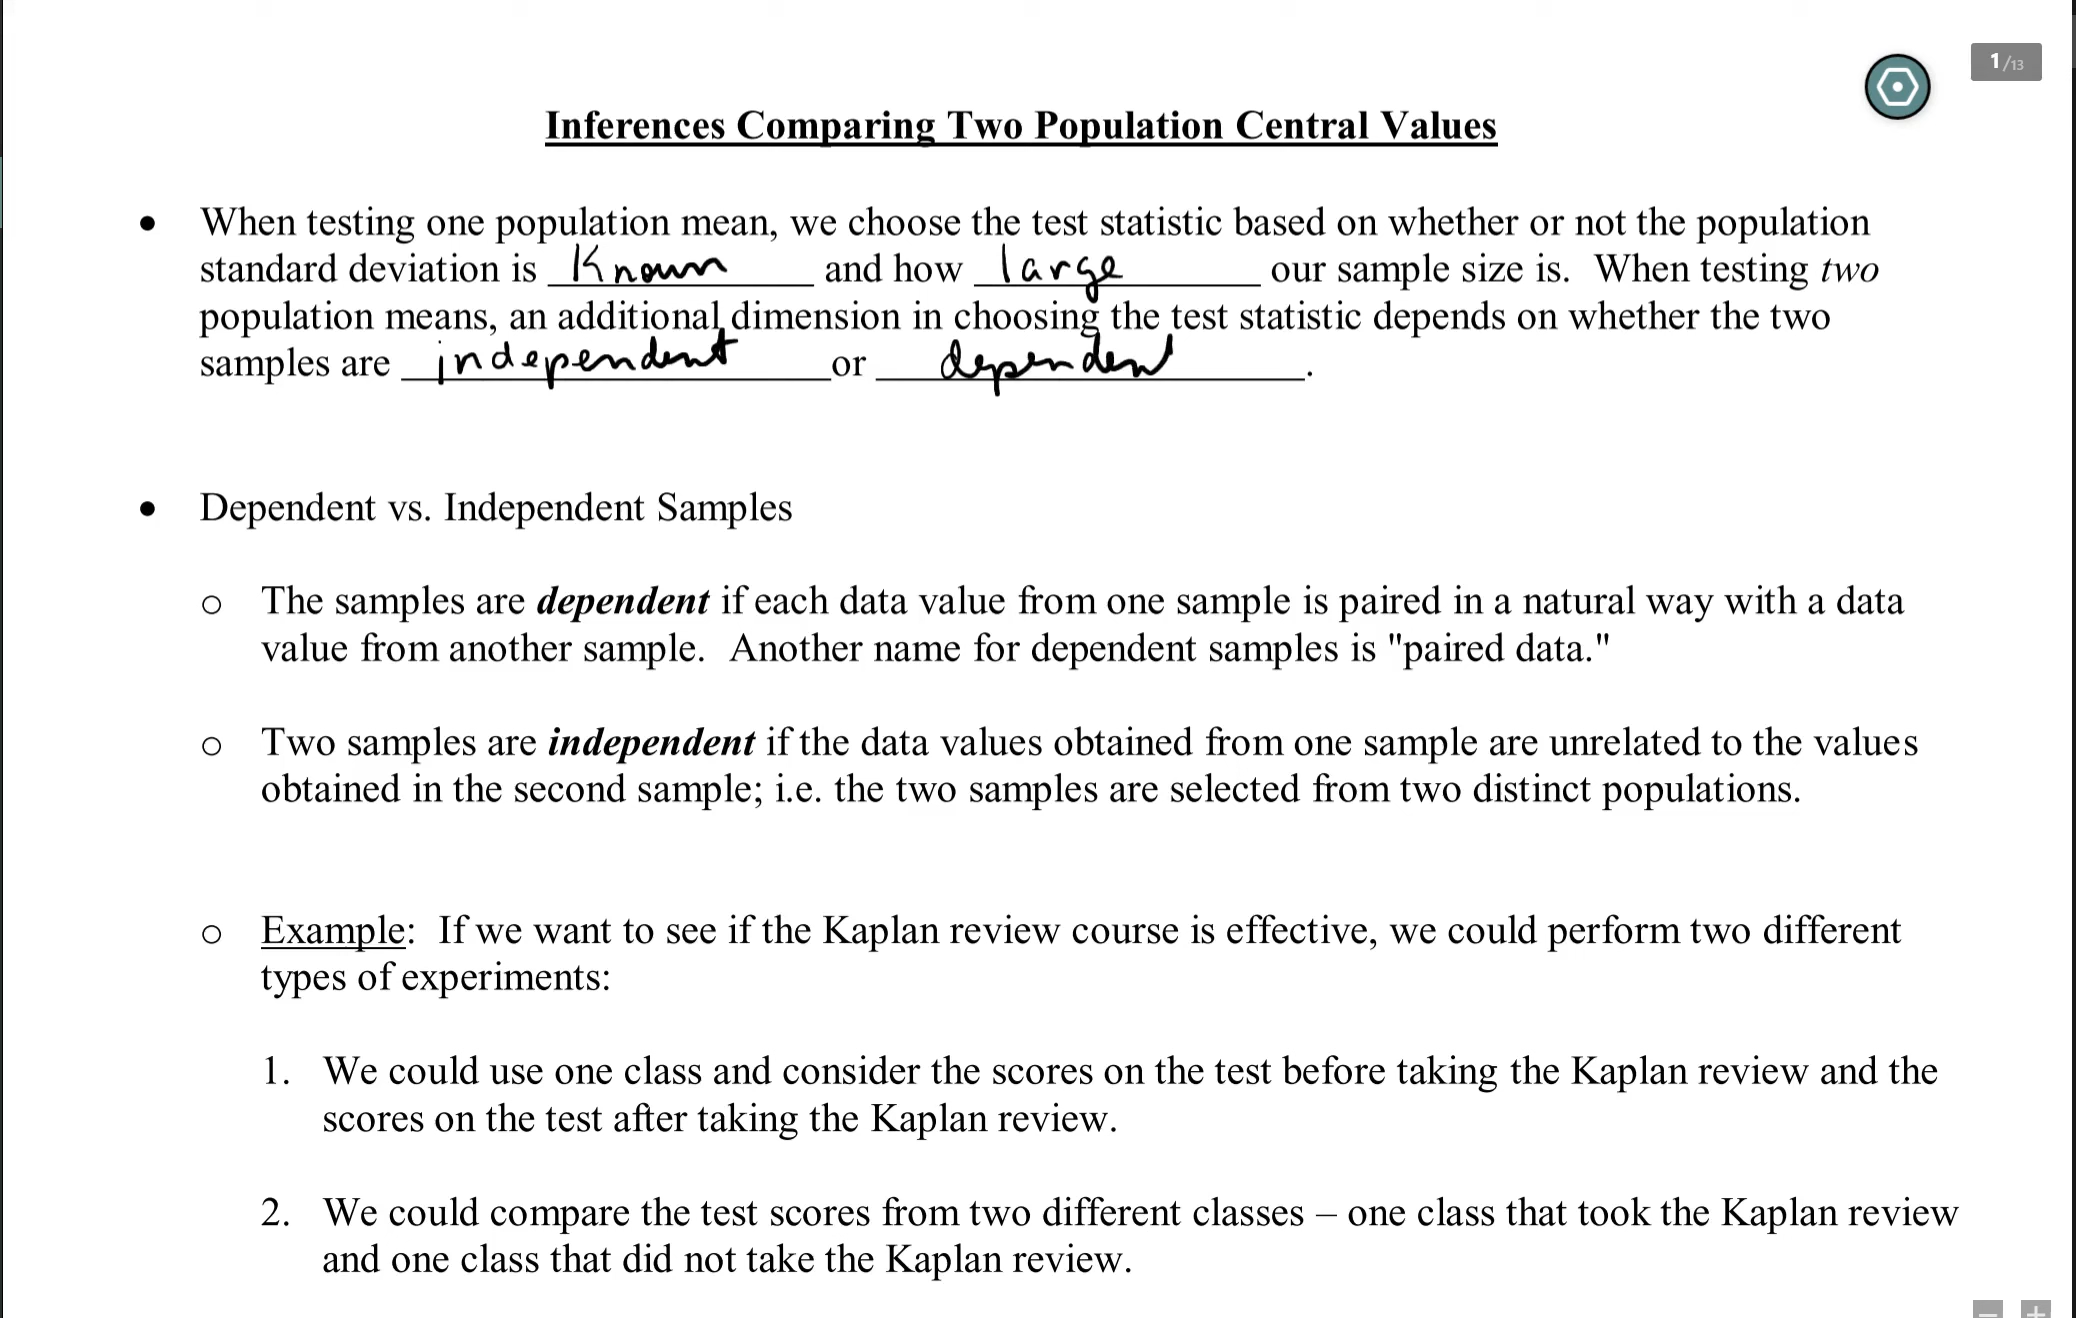 1/13
Inferences Comparing Two Population Central Values
• When testing one population mean, we choose the test statistic based on whether or not the population
standard deviation is Known and how large our sample size is. When testing two
population means, an additional dimension in choosing the test statistic depends on whether the two
samples are independent or dependent.
• Dependent vs. Independent Samples
o The samples are dependent if each data value from one sample is paired in a natural way with a data
value from another sample. Another name for dependent samples is "paired data."
o Two samples are independent if the data values obtained from one sample are unrelated to the values
obtained in the second sample; i.e. the two samples are selected from two distinct populations.
o Example: If we want to see if the Kaplan review course is effective, we could perform two different
types of experiments:
1. We could use one class and consider the scores on the test before taking the Kaplan review and the
scores on the test after taking the Kaplan review.
2. We could compare the test scores from two different classes – one class that took the Kaplan review
and one class that did not take the Kaplan review.